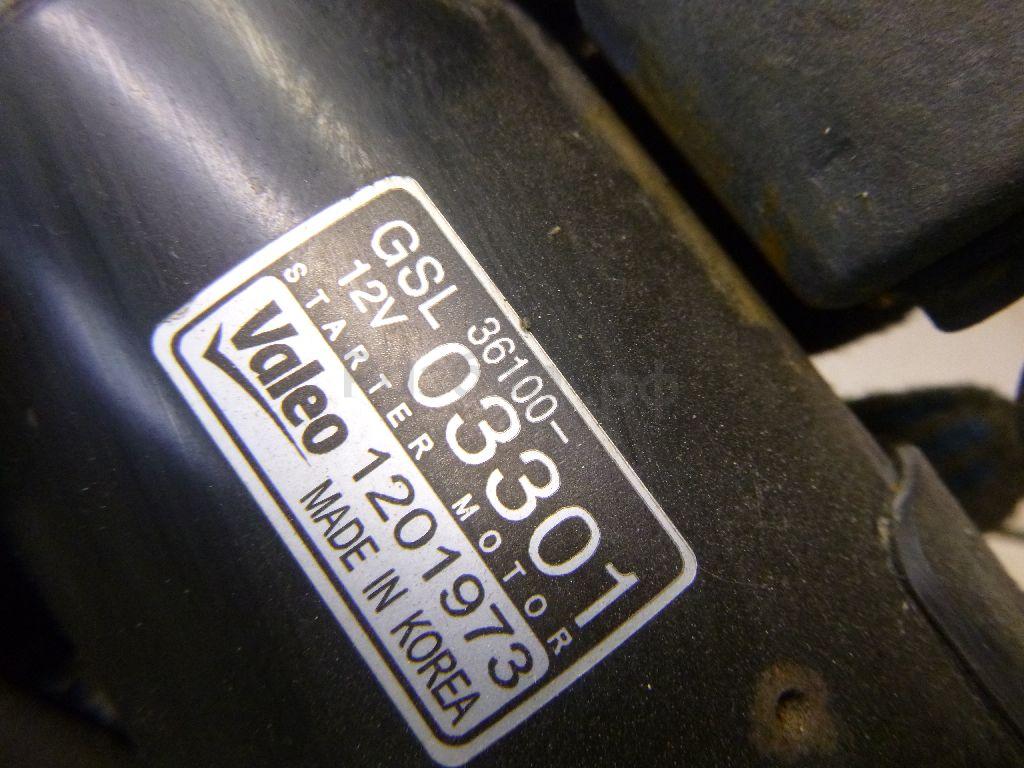 GSL 36100-
12V 03301
STARTER MOTOR
Valeo 1201973
MADE IN KOREA